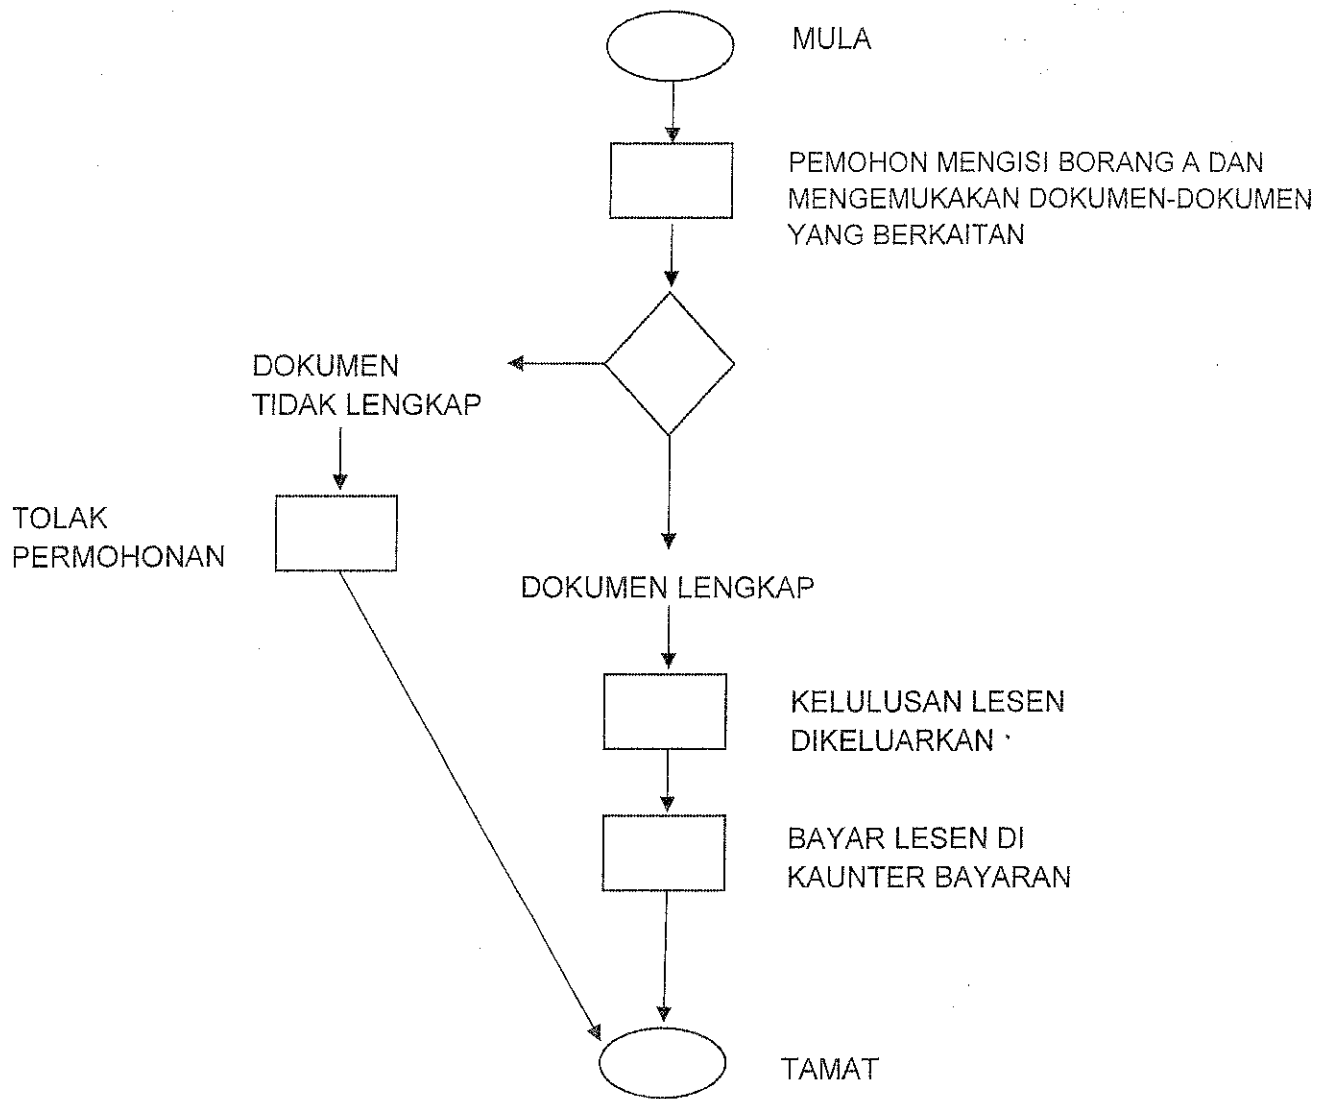 MULA
PEMOHON MENGISI BORANG A DAN
MENGEMUKAKAN DOKUMEN-DOKUMEN
YANG BERKAITAN
DOKUMEN
TIDAK LENGKAP
TOLAK
PERMOHONAN
DOKUMEN LENGKAP
KELULUSAN LESEN
DIKELUARKAN
BAYAR LESEN DI
KAUNTER BAYARAN
TAMAT